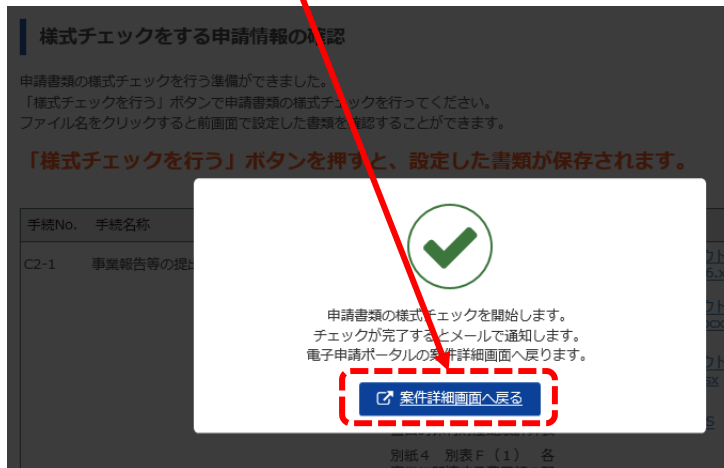 様式チェックをする申請情報の確認
申請書類の様式チェックを行う準備ができました。
「様式チェックを行う」ボタンで申請書類の様式チェックを行ってください。
ファイル名をクリックすると前画面で設定した書類を確認することができます。
「様式チェックを行う」ボタンを押すと、設定した書類が保存されます。
手続No. 手続名称
C2-1 事業報告等の提出
申請書類の様式チェックを開始します。
チェックが完了するとメールで通知します。
電子申請ポータルの案件詳細画面へ戻ります。
案件詳細画面へ戻る
別紙4 別表F（1） 各